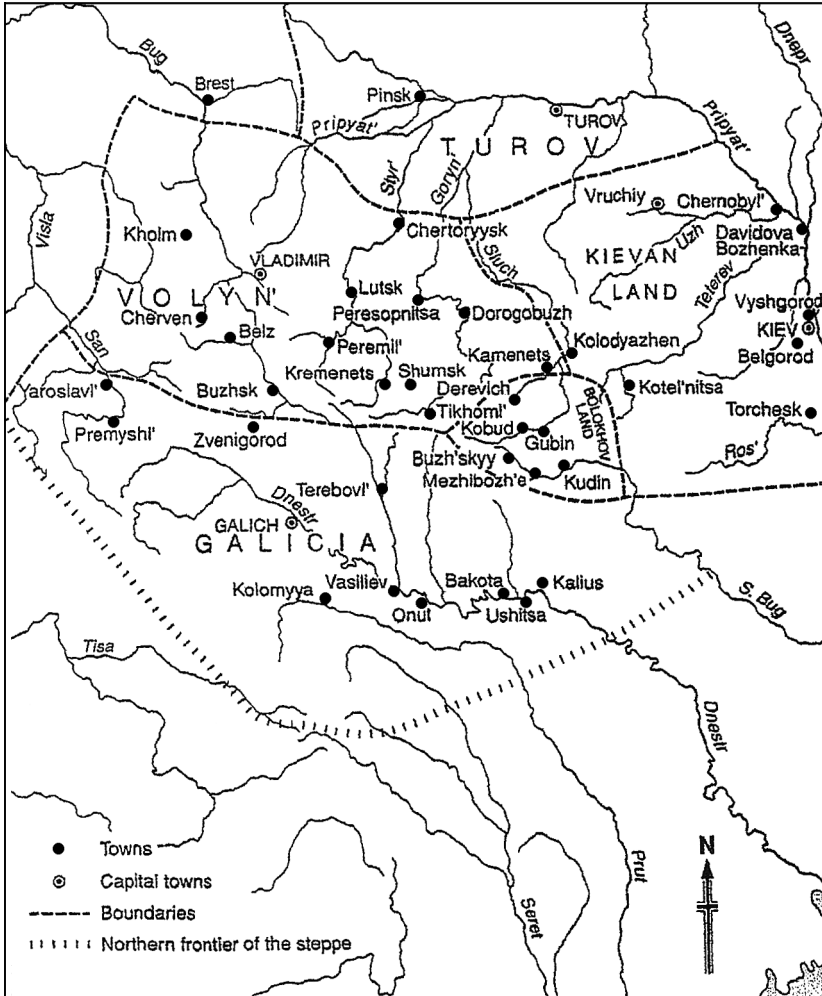 Bug
Dnepr
Brest
Pinsk
Pripyat'
TUROV
Pripyat'
TUROV
Styr'
Goryn'
Vruchiy
Chernobyl'
Visla
Kholm
Chertoryysk
Sluch
Uzh
Davidova
Bozhenka
VLADIMIR
KIEVAN
LAND
Teterev
VOLYN'
Lutsk
Peresopnitsa
Dorogobuzh
Vyshgorod
KIEV
Cherven
Belz
Peremil'
Kolodyazhen
Belgorod
San
Kamenets
Yaroslavl'
Buzhsk
Kremenets
Shumsk
Derevich
Kotel'nitsa
BOLOKHOV
LAND
Premyshl'
Zvenigorod
Tikhoml'
Kobud
Gubin
Torchesk
Buzh'skyy
Mezhibozh'e
Kudin
Ros'
Terebovl'
Dnestr
GALICH
GALICIA
Kolomyya
Vasiliev
Onut
Bakota
Ushitsa
Kalius
S. Bug
Tisa
Dnestr
Prut
Seret
N
Towns
Capital towns
Boundaries
Northern frontier of the steppe